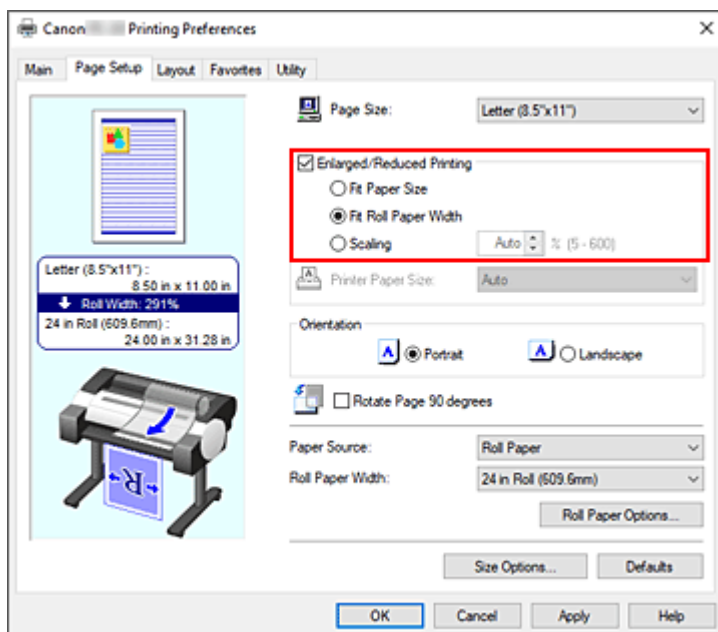 Canon Printing Preferences
Main Page Setup Layout Favorites Utility
Page Size: Letter (8.5"x11")
Enlarged/Reduced Printing
Fit Paper Size
Fit Roll Paper Width
Scaling Auto % (5 - 600)
Printer Paper Size: Auto
Letter (8.5"x11") :
8.50 in x 11.00 in
Roll Width: 291%
24 in Roll (609.6mm) :
24.00 in x 31.28 in
Orientation
A Portrait A Landscape
Rotate Page 90 degrees
R
Paper Source: Roll Paper
Roll Paper Width: 24 in Roll (609.6mm)
Roll Paper Options...
Size Options... Defaults
OK Cancel Apply Help